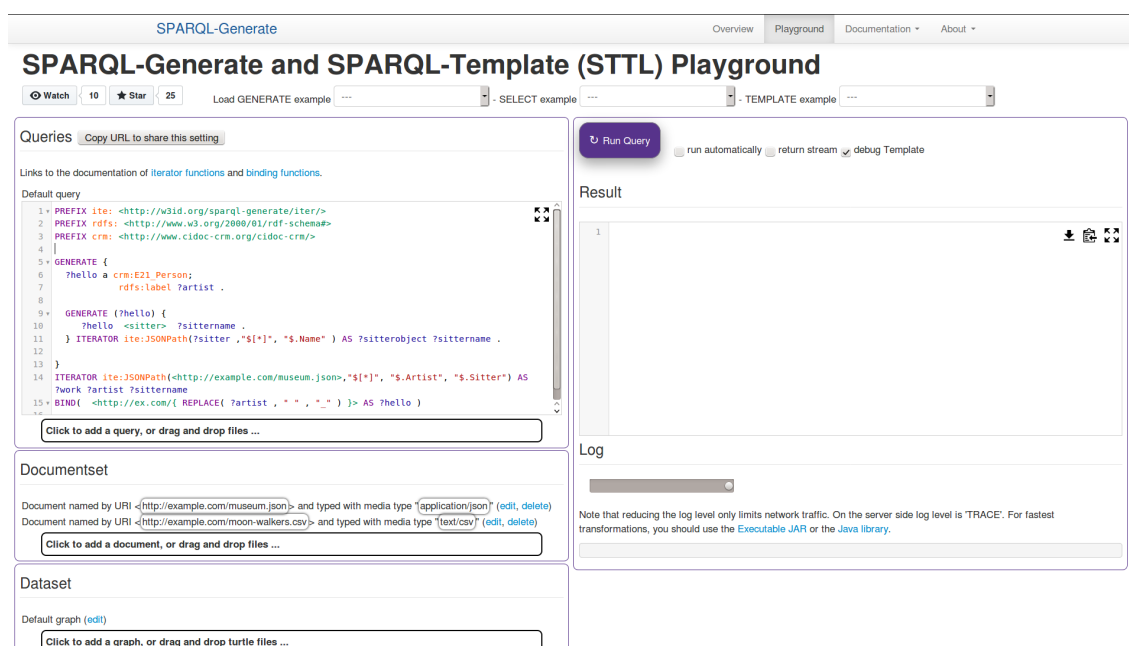 SPARQL-Generate
Overview Playground Documentation About
SPARQL-Generate and SPARQL-Template (STTL) Playground
Watch 10 Star 25 Load GENERATE example --- - SELECT example --- - TEMPLATE example ---
Queries Copy URL to share this setting
Links to the documentation of iterator functions and binding functions.
Default query
1 PREFIX ite: <http://w3id.org/sparql-generate/iter/>
2 PREFIX rdfs: <http://www.w3.org/2000/01/rdf-schema#>
3 PREFIX crm: <http://www.cidoc-crm.org/cidoc-crm/>
4
5 GENERATE {
6 ?hello a crm:E21_Person;
7 rdfs:label ?artist .
8
9 GENERATE (?hello) {
10 ?hello <sitter> ?sittername .
11 } ITERATOR ite:JSONPath(?sitter ,"$[*]", "$.Name" ) AS ?sitterobject ?sittername .
12
13 }
14 ITERATOR ite:JSONPath(<http://example.com/museum.json>,"$[*]", "$.Artist", "$.Sitter") AS
?work ?artist ?sittername
15 BIND( <http://ex.com/{ REPLACE( ?artist , " " , "_" ) }> AS ?hello )
16
Click to add a query, or drag and drop files ...
Documentset
Document named by URI <http://example.com/museum.json> and typed with media type "application/json" (edit, delete)
Document named by URI <http://example.com/moon-walkers.csv> and typed with media type "text/csv" (edit, delete)
Click to add a document, or drag and drop files ...
Dataset
Default graph (edit)
Click to add a graph, or drag and drop turtle files ...
Run Query run automatically return stream debug Template
Result
1
Log
Note that reducing the log level only limits network traffic. On the server side log level is 'TRACE'. For fastest
transformations, you should use the Executable JAR or the Java library.